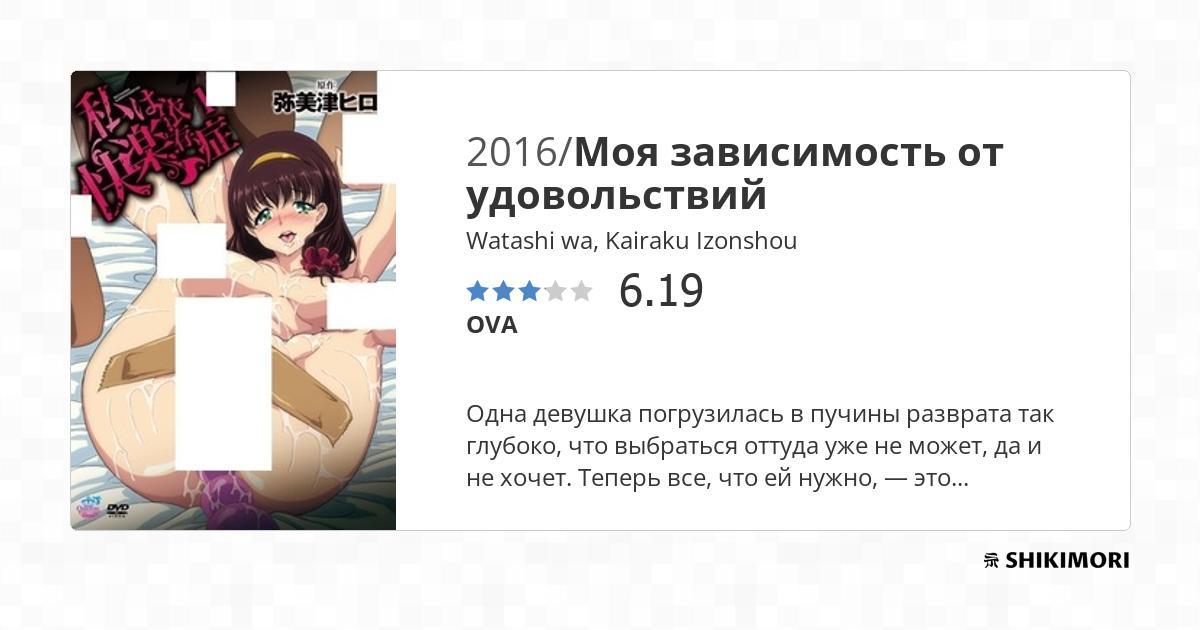 私は快楽依存症
原作
弥美津ヒロ
2016/Моя зависимость от
удовольствий
Watashi wa, Kairaku Izonshou
6.19
OVA
Одна девушка погрузилась в пучины разврата так
глубоко, что выбраться оттуда уже не может, да и
не хочет. Теперь все, что ей нужно, — это...
DVD
SHIKIMORI